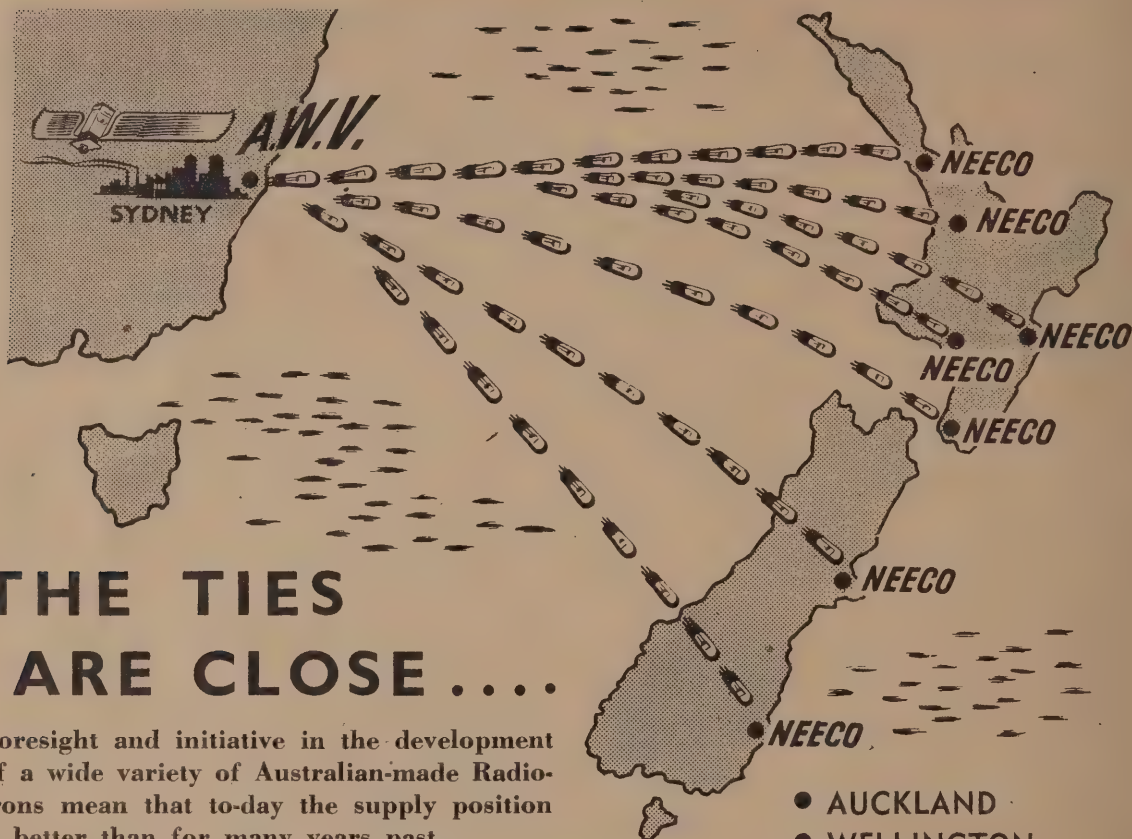 A.W.V.
SYDNEY
NEECO
NEECO
NEECO
NEECO
NEECO
NEECO
NEECO
THE TIES
ARE CLOSE ....
oresight and initiative in the development
f a wide variety of Australian-made Radio-
rons mean that to-day the supply position
better than for many years past
● AUCKLAND
● WELLINGTON